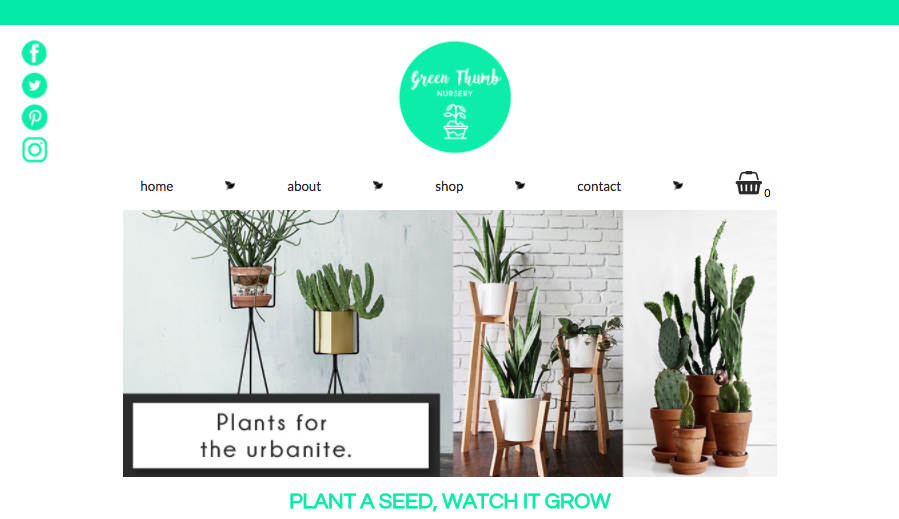 Green Thumb
NURSERY
home
about
shop
contact
0
Plants for
the urbanite.
PLANT A SEED, WATCH IT GROW